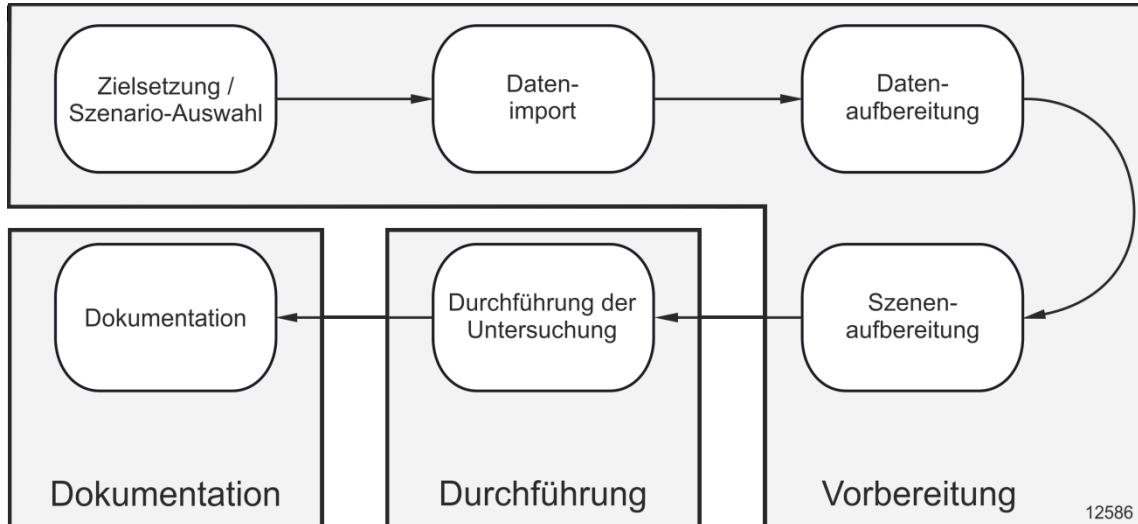 Zielsetzung /
Szenario-Auswahl
Daten-
import
Daten-
aufbereitung
Szenen-
aufbereitung
Durchführung der
Untersuchung
Dokumentation
Dokumentation
Durchführung
Vorbereitung
12586